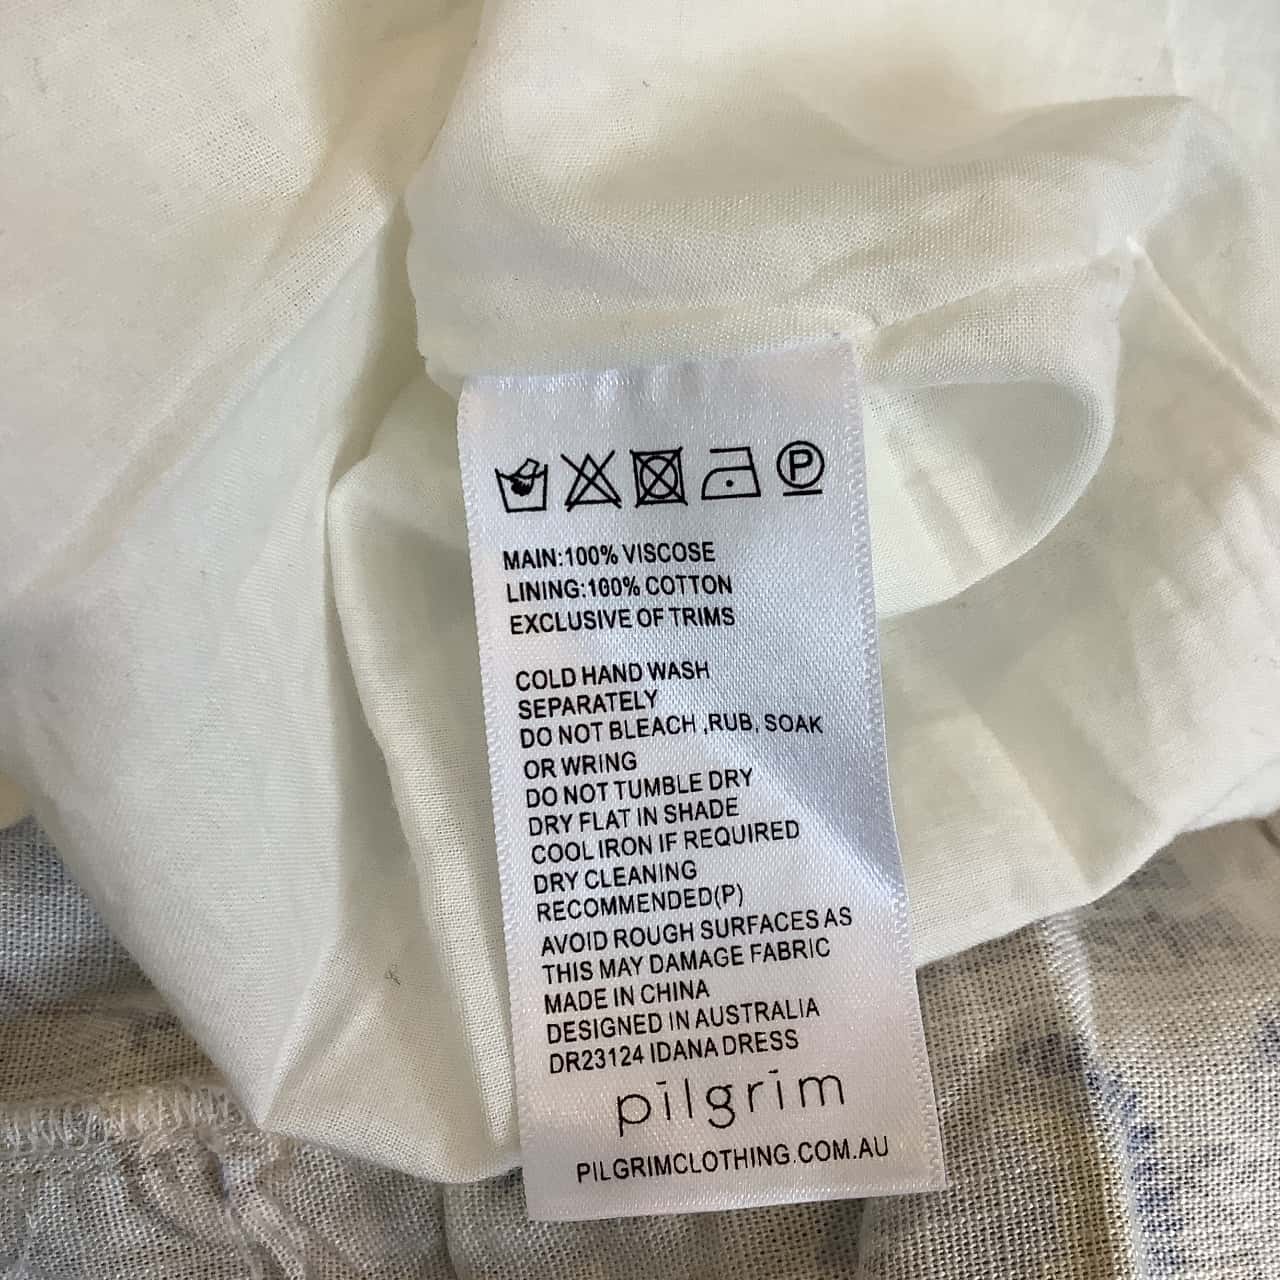 P
MAIN:100% VISCOSE
LINING:100% COTTON
EXCLUSIVE OF TRIMS
COLD HAND WASH
SEPARATELY
DO NOT BLEACH ,RUB, SOAK
OR WRING
DO NOT TUMBLE DRY
DRY FLAT IN SHADE
COOL IRON IF REQUIRED
DRY CLEANING
RECOMMENDED(P)
AVOID ROUGH SURFACES AS
THIS MAY DAMAGE FABRIC
MADE IN CHINA
DESIGNED IN AUSTRALIA
DR23124 IDANA DRESS
pīlgrīm
PILGRIMCLOTHING.COM.AU